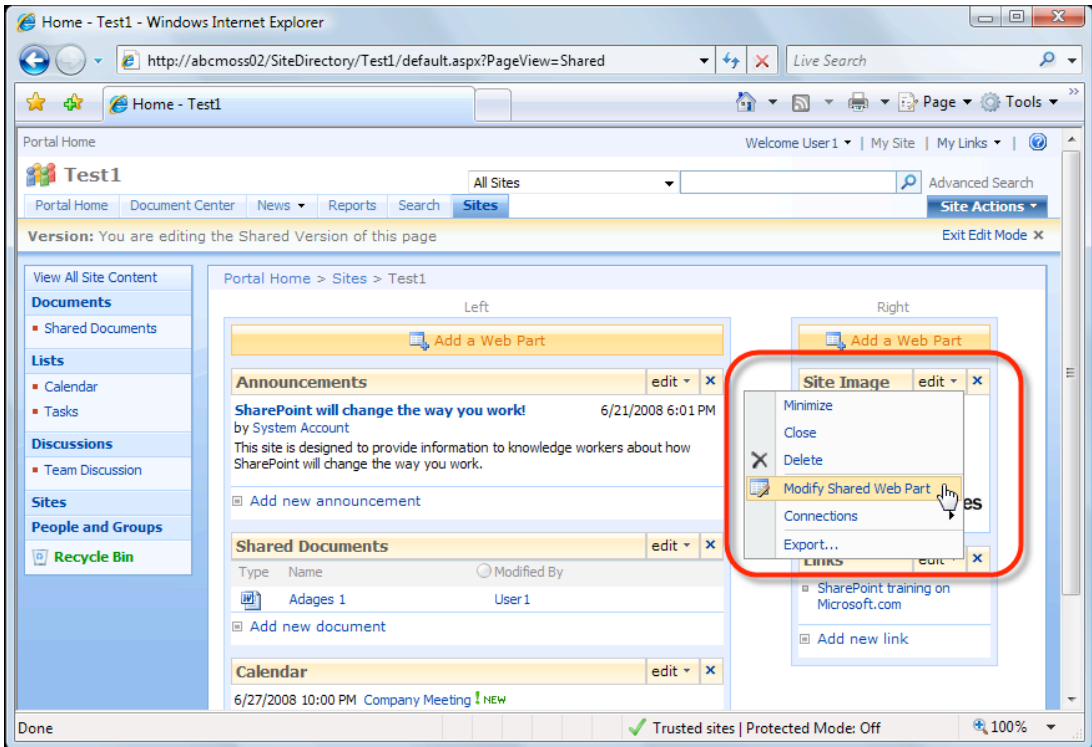 Home - Test1 - Windows Internet Explorer
http://abcmoss02/SiteDirectory/Test1/default.aspx?PageView=Shared
Live Search
Home - Test1
Page
Tools
Portal Home
Welcome User1 | My Site | My Links |
Test1
All Sites
Advanced Search
Portal Home Document Center News Reports Search Sites
Site Actions
Version: You are editing the Shared Version of this page
Exit Edit Mode
View All Site Content
Documents
Shared Documents
Lists
Calendar
Tasks
Discussions
Team Discussion
Sites
People and Groups
Recycle Bin
Portal Home > Sites > Test1
Left
Add a Web Part
Announcements edit
SharePoint will change the way you work! 6/21/2008 6:01 PM
by System Account
This site is designed to provide information to knowledge workers about how
SharePoint will change the way you work.
Add new announcement
Shared Documents edit
Type Name Modified By
Adages 1 User1
Add new document
Calendar edit
6/27/2008 10:00 PM Company Meeting ! NEW
Right
Add a Web Part
Site Image edit
Minimize
Close
Delete
Modify Shared Web Part
es
Connections
Export...
Links edit
SharePoint training on
Microsoft.com
Add new link
Done
Trusted sites | Protected Mode: Off
100%